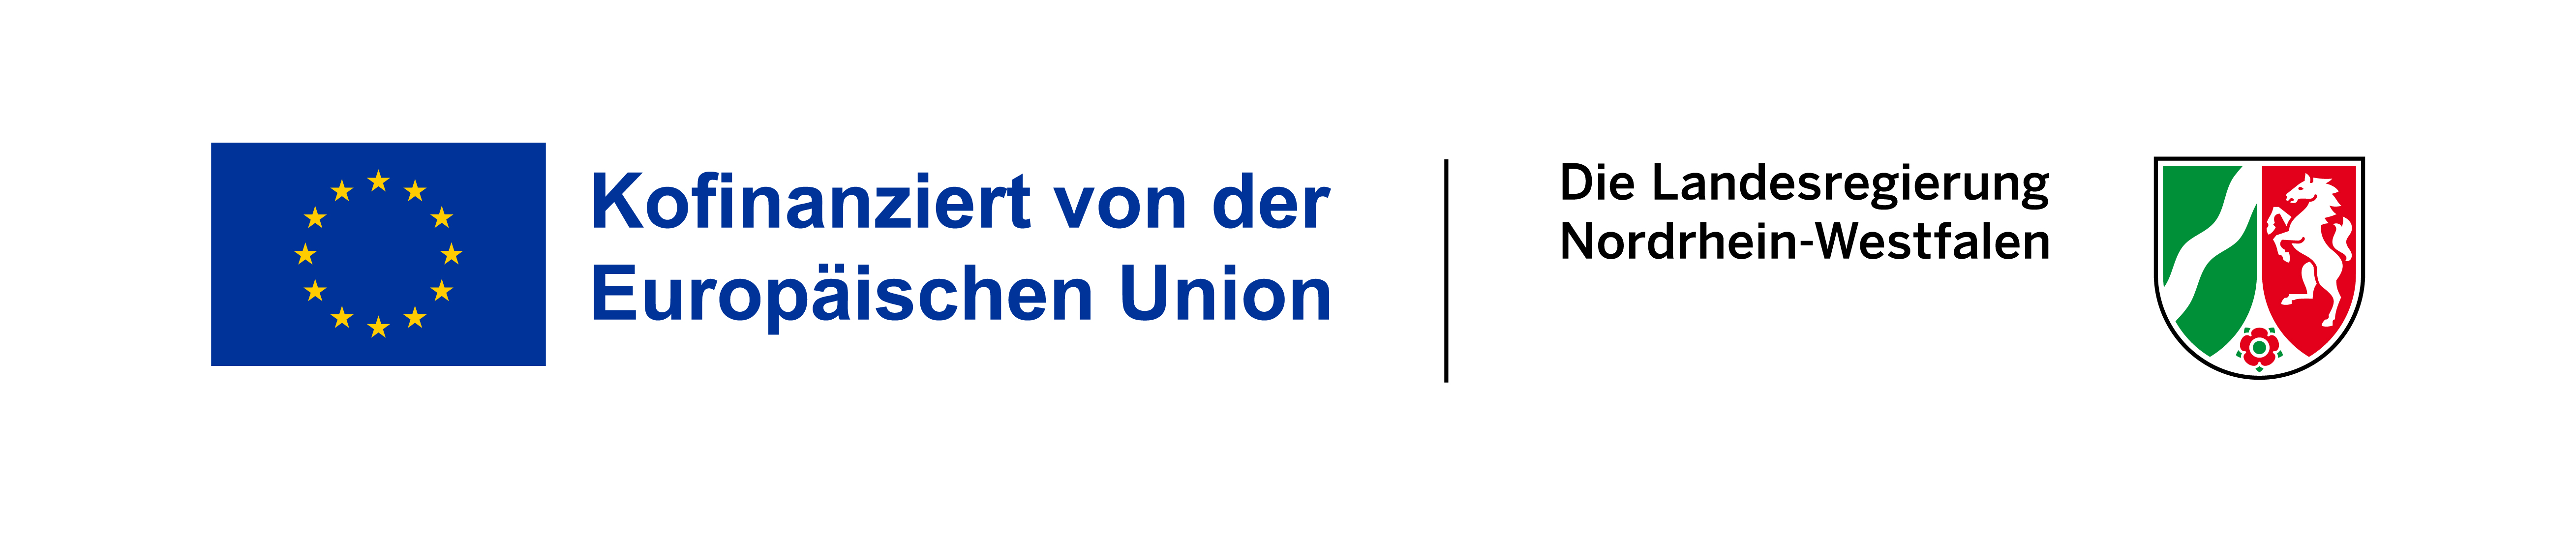 Kofinanziert von der
Europäischen Union
Die Landesregierung
Nordrhein-Westfalen